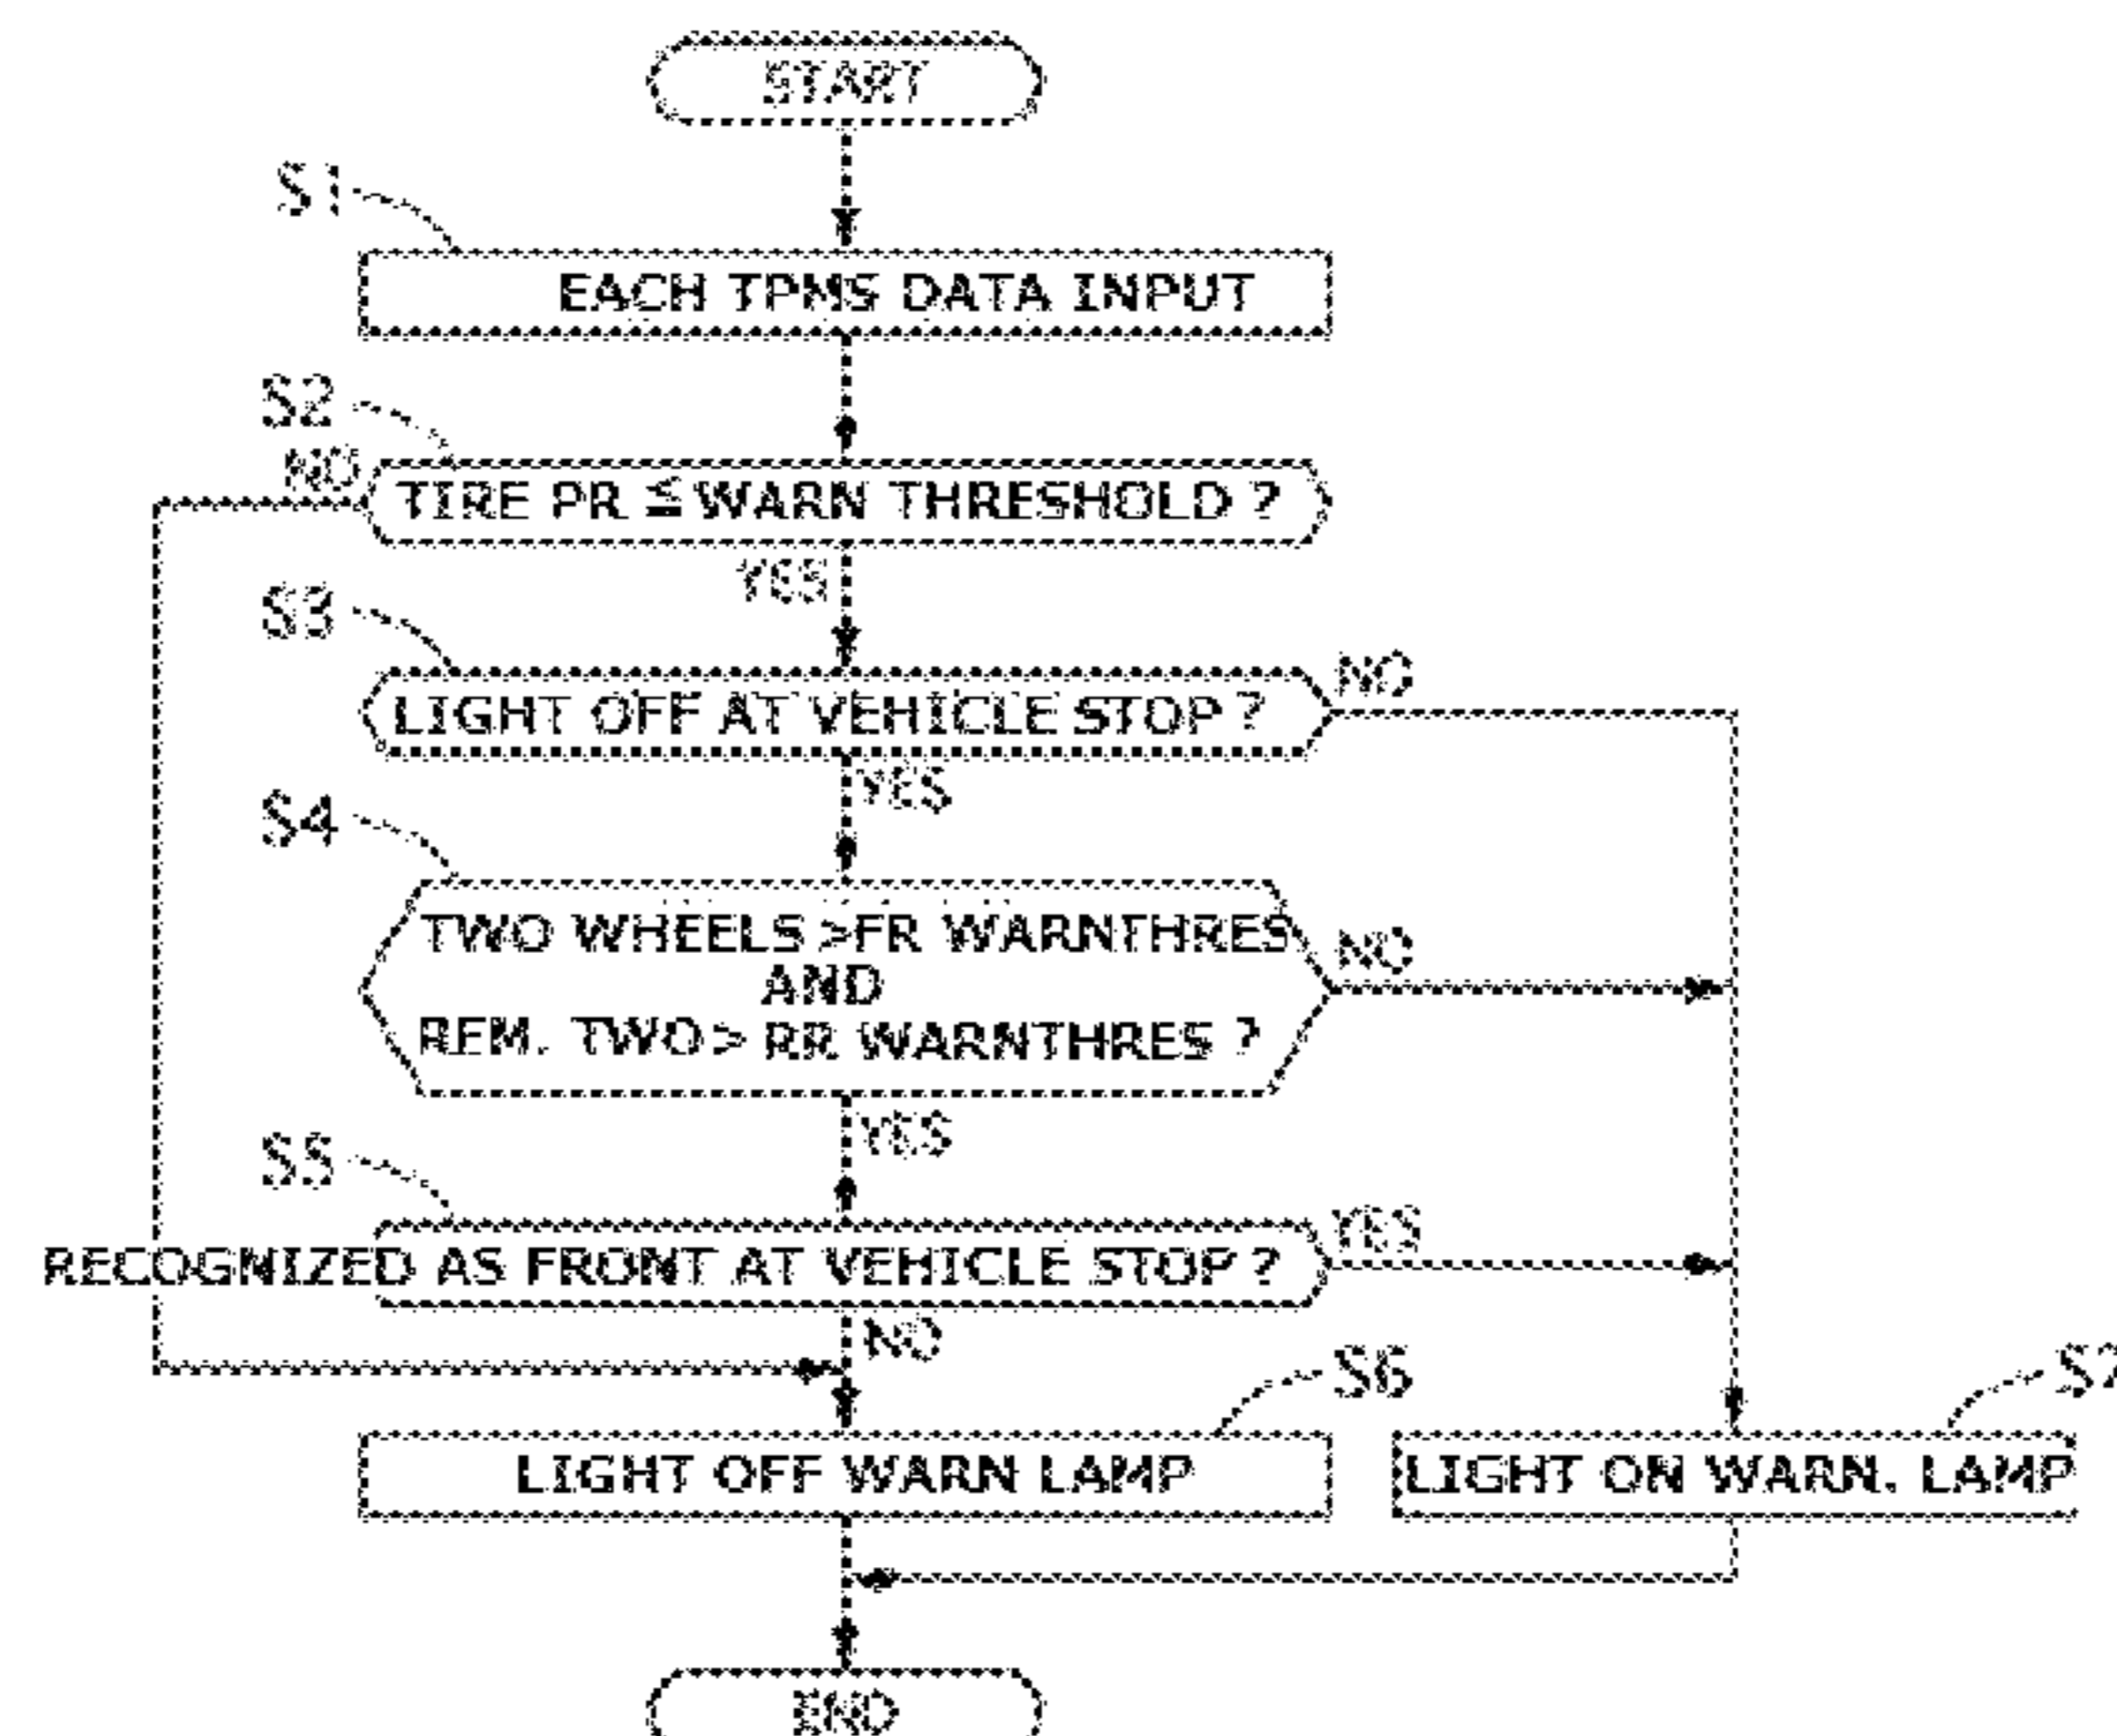 START
S1
EACH TPMS DATA INPUT
S2
NO
TIRE PR ≦ WARN THRESHOLD ?
YES
S3
LIGHT OFF AT VEHICLE STOP ?
NO
YES
S4
TWO WHEELS >FR WARNTHRES
AND
REM. TWO > RR WARNTHRES ?
NO
YES
S5
RECOGNIZED AS FRONT AT VEHICLE STOP ?
YES
NO
S6
S7
LIGHT OFF WARN LAMP
LIGHT ON WARN. LAMP
END